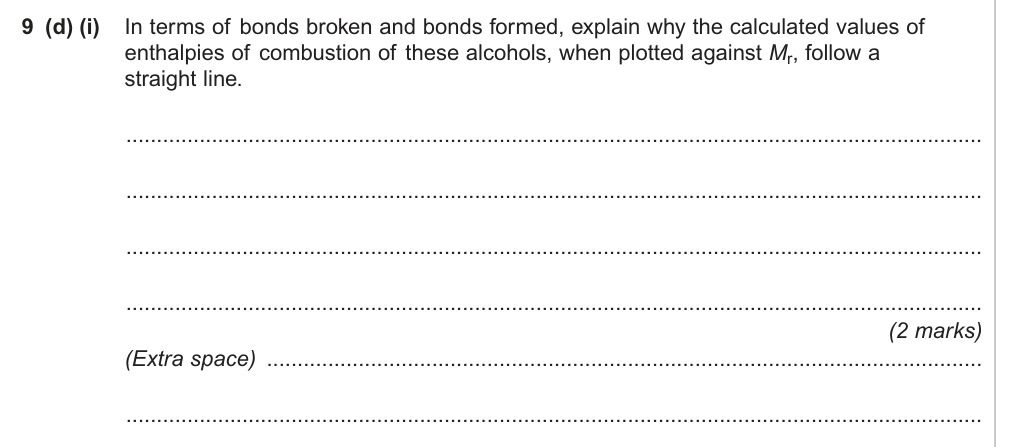 9 (d) (i) In terms of bonds broken and bonds formed, explain why the calculated values of
enthalpies of combustion of these alcohols, when plotted against Mr, follow a
straight line.
(2 marks)
(Extra space)